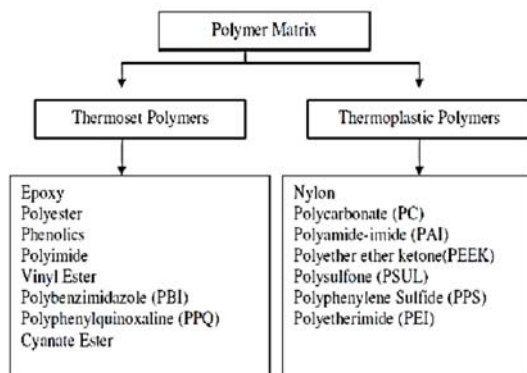 Polymer Matrix
Thermoset Polymers
Thermoplastic Polymers
Epoxy
Polyester
Phenolics
Polyimide
Vinyl Ester
Polybenzimidazole (PBI)
Polyphenylquinoxaline (PPQ)
Cyanate Ester
Nylon
Polycarbonate (PC)
Polyamide-imide (PAI)
Polyether ether ketone(PEEK)
Polysulfone (PSUL)
Polyphenylene Sulfide (PPS)
Polyetherimide (PEI)